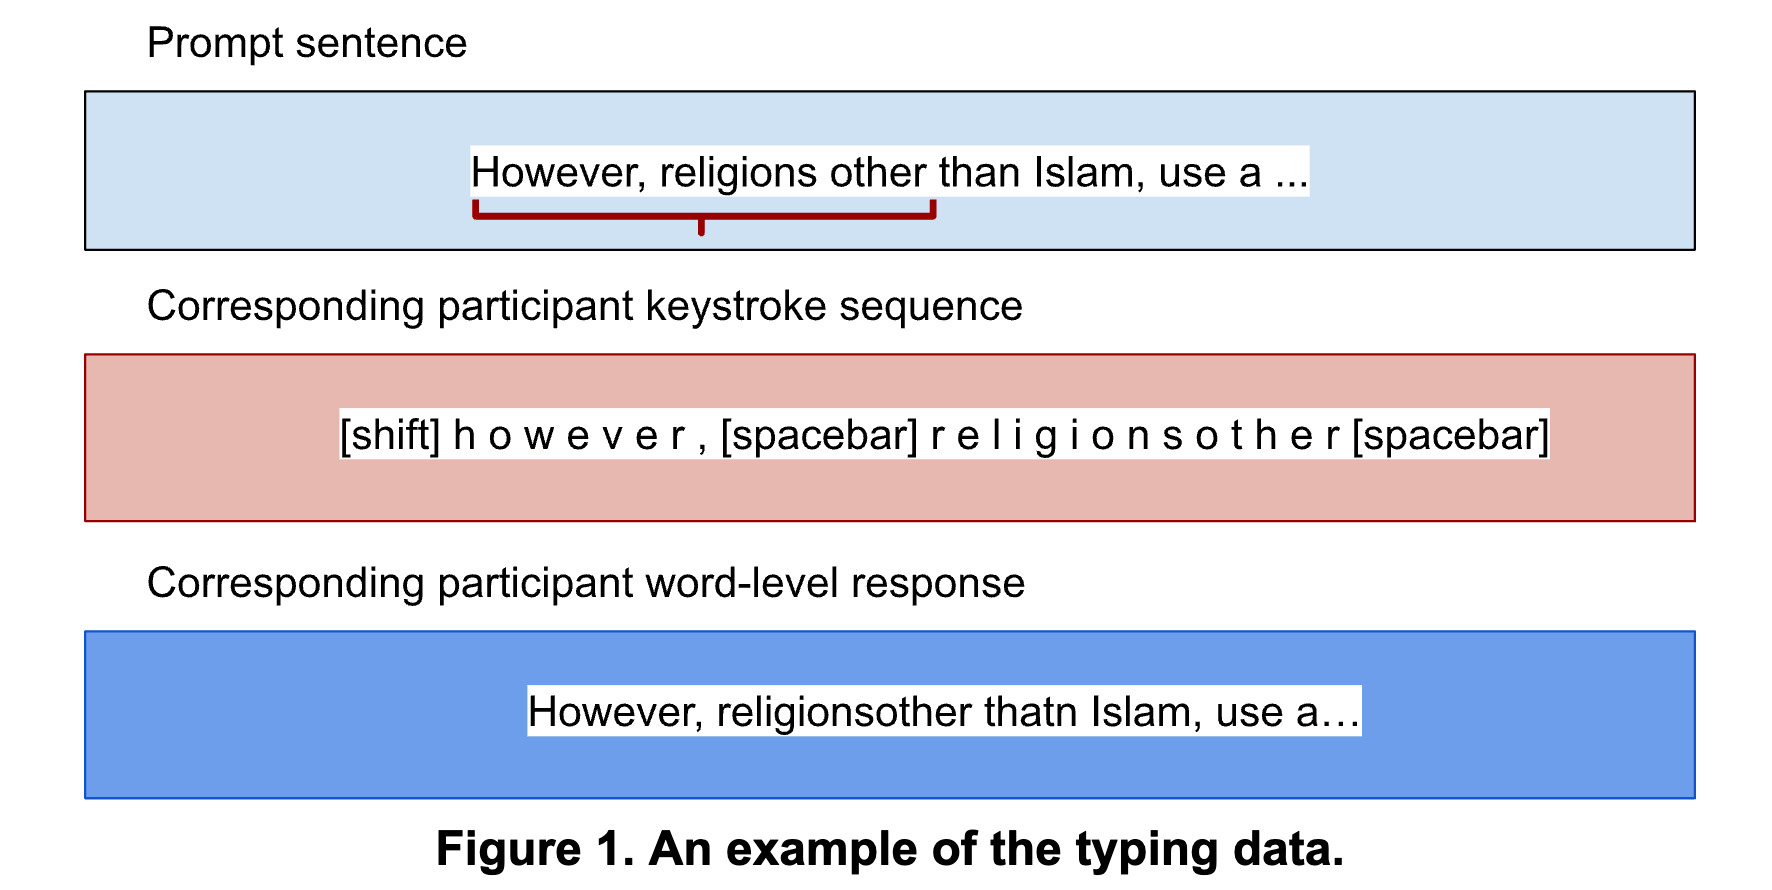 Prompt sentence
However, religions other than Islam, use a ...
Corresponding participant keystroke sequence
[shift] h o w e v e r , [spacebar] r e l i g i o n s o t h e r [spacebar]
Corresponding participant word-level response
However, religionsother thatn Islam, use a…
Figure 1. An example of the typing data.